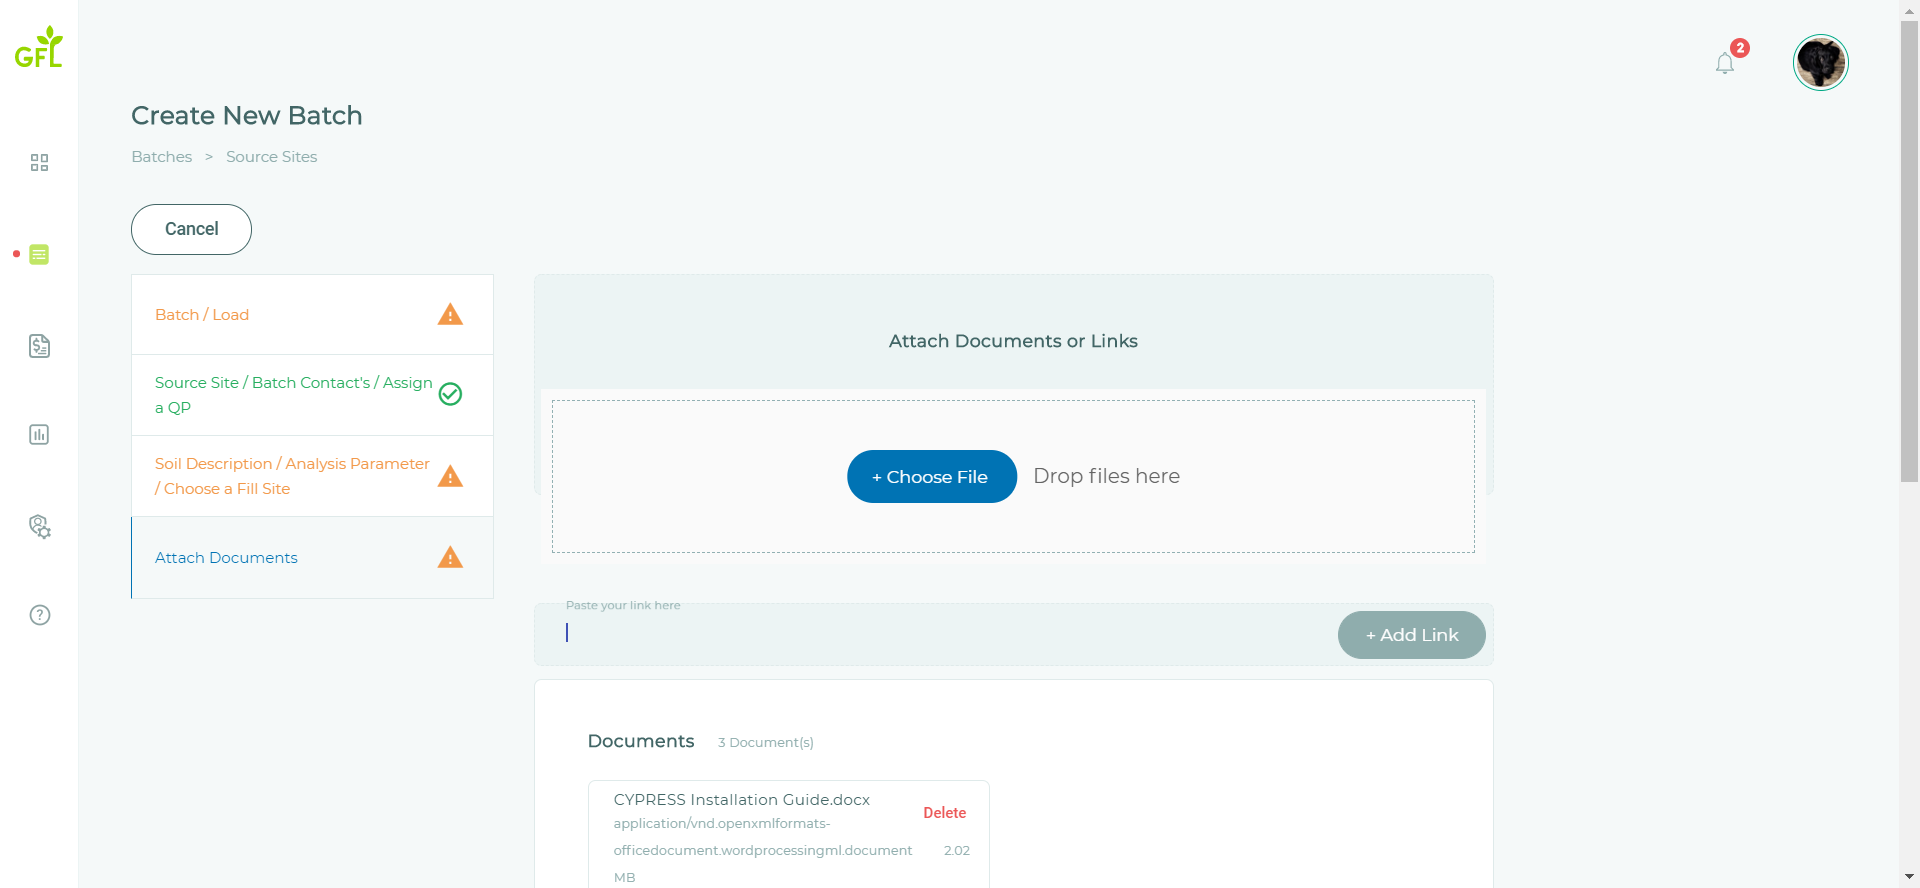 GFL
2
Create New Batch
Batches > Source Sites
Cancel
Batch / Load
Source Site / Batch Contact's / Assign
a QP
Soil Description / Analysis Parameter
/ Choose a Fill Site
Attach Documents
Attach Documents or Links
+ Choose File Drop files here
Paste your link here
+ Add Link
Documents 3 Document(s)
CYPRESS Installation Guide.docx
Delete
application/vnd.openxmlformats-
officedocument.wordprocessingml.document 2.02
MB